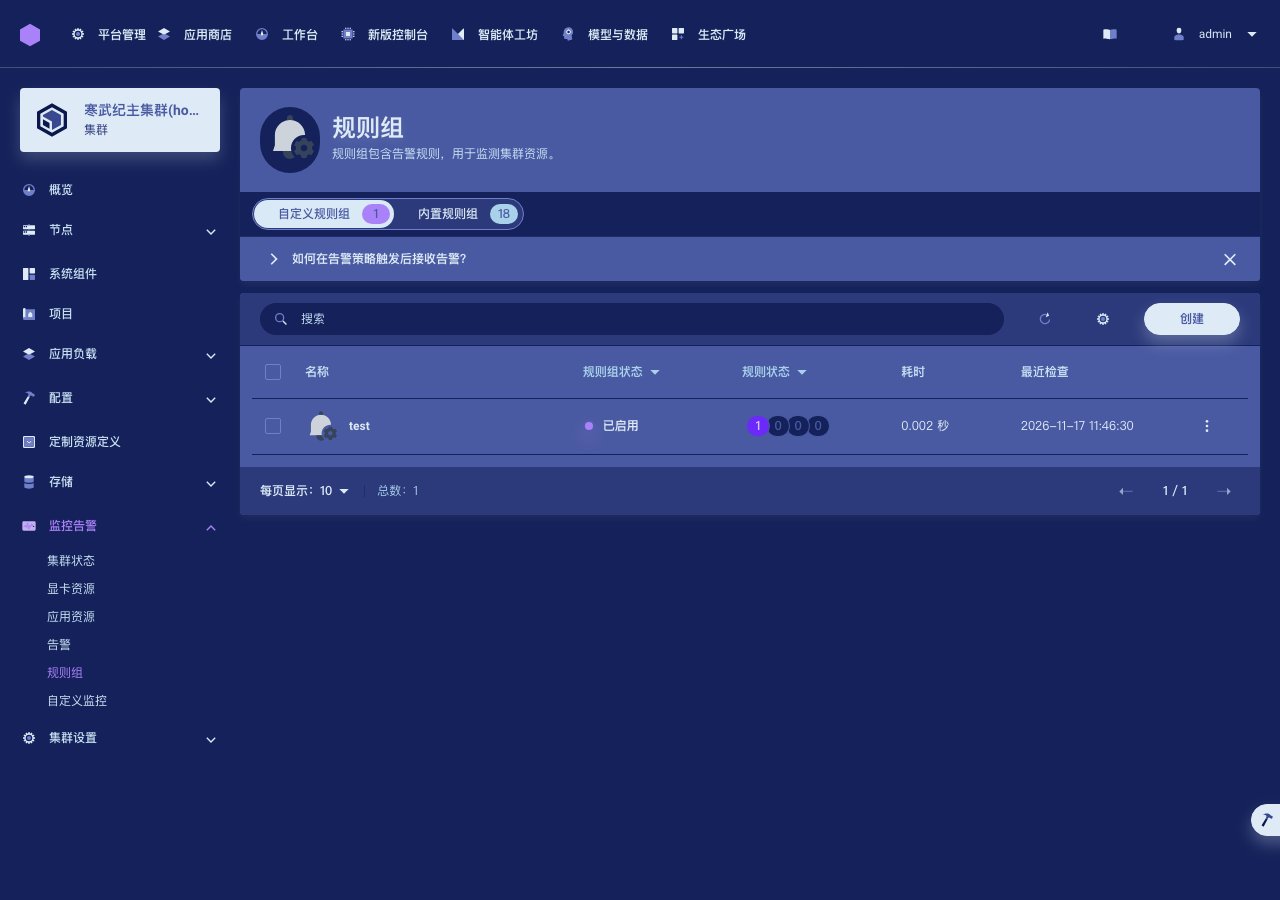 平台管理 应用商店 工作台 新版控制台 智能体工坊 模型与数据 生态广场 admin
寒武纪主集群(ho...
集群
概览
节点
系统组件
项目
应用负载
配置
定制资源定义
存储
监控告警
集群状态
显卡资源
应用资源
告警
规则组
自定义监控
集群设置
规则组
规则组包含告警规则，用于监测集群资源。
自定义规则组 1 内置规则组 18
如何在告警策略触发后接收告警?
搜索 创建
名称 规则组状态 规则状态 耗时 最近检查
test 已启用 1 0 0 0 0.002 秒 2026-11-17 11:46:30
每页显示：10 总数：1 1 / 1